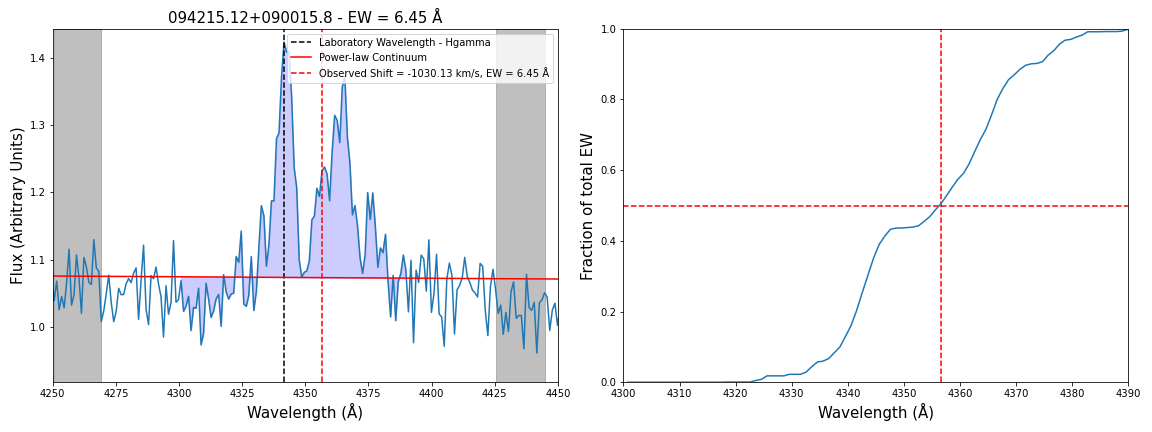 094215.12+090015.8 - EW = 6.45 Å
Laboratory Wavelength - Hgamma
Power-law Continuum
Observed Shift = -1030.13 km/s, EW = 6.45 Å
Flux (Arbitrary Units)
1.4
1.3
1.2
1.1
1.0
4250 4275 4300 4325 4350 4375 4400 4425 4450
Wavelength (Å)
Fraction of total EW
1.0
0.8
0.6
0.4
0.2
0.0
4300 4310 4320 4330 4340 4350 4360 4370 4380 4390
Wavelength (Å)